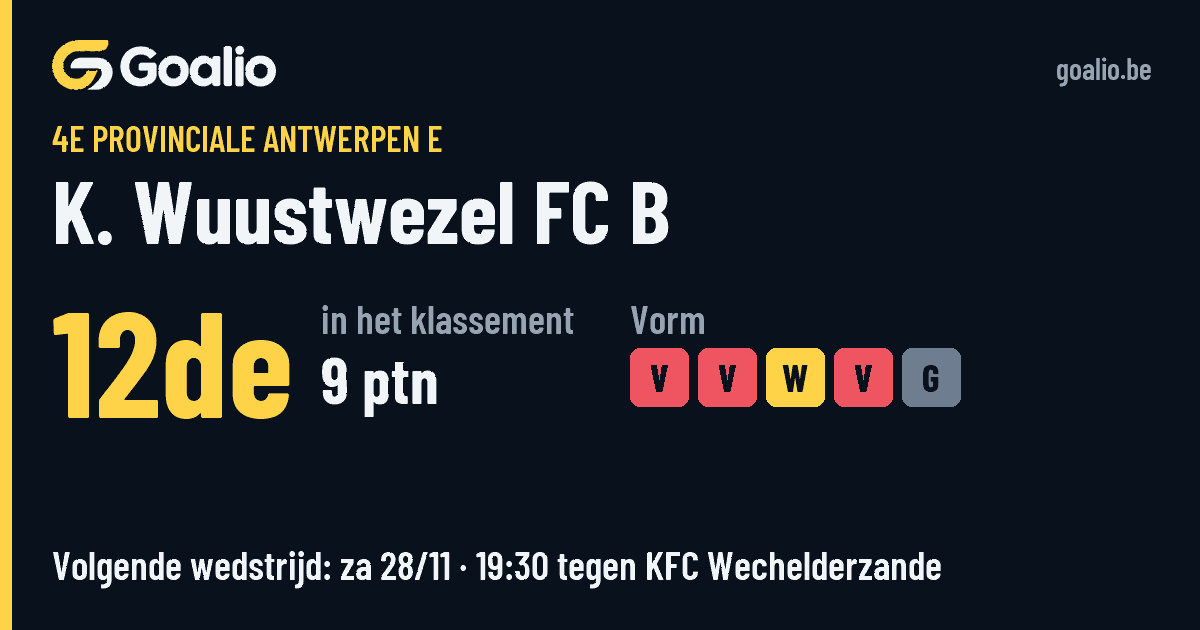 Goalio
goalio.be
4E PROVINCIALE ANTWERPEN E
K. Wuustwezel FC B
12de
in het klassement
9 ptn
Vorm
V V W V G
Volgende wedstrijd: za 28/11 · 19:30 tegen KFC Wechelderzande